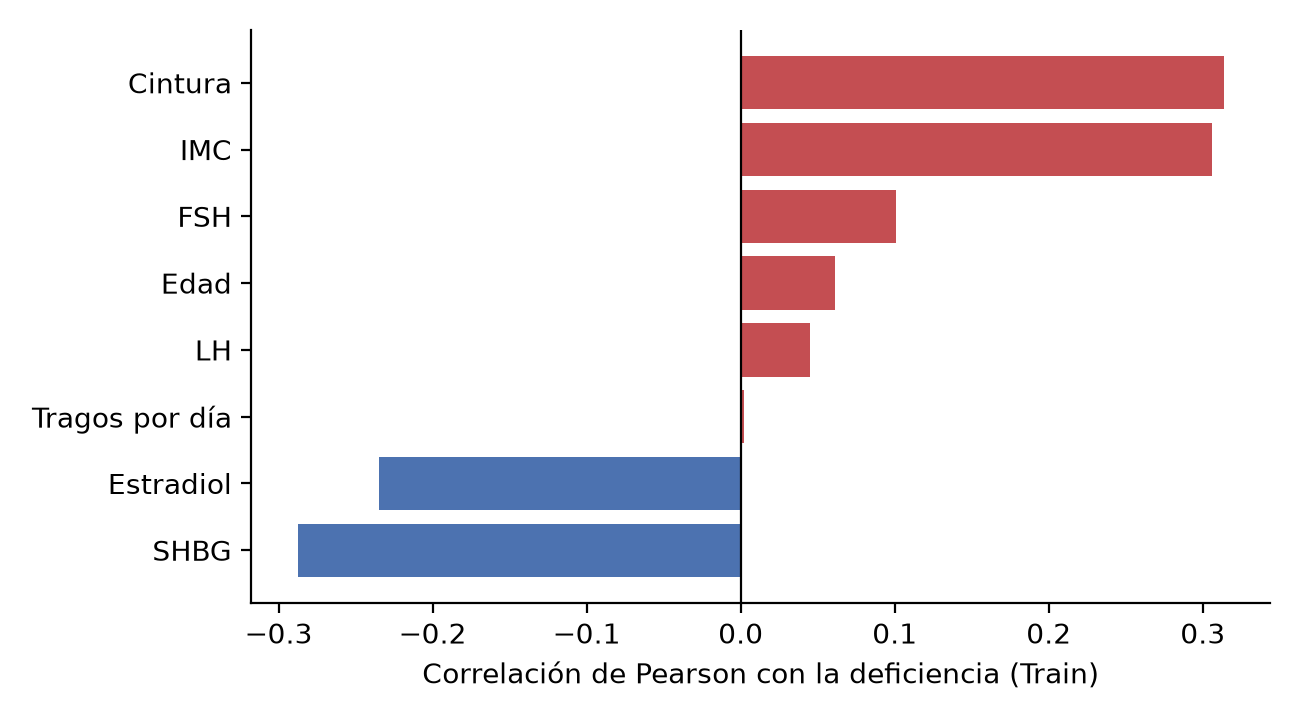 Cintura
IMC
FSH
Edad
LH
Tragos por día
Estradiol
SHBG
−0.3 −0.2 −0.1 0.0 0.1 0.2 0.3
Correlación de Pearson con la deficiencia (Train)